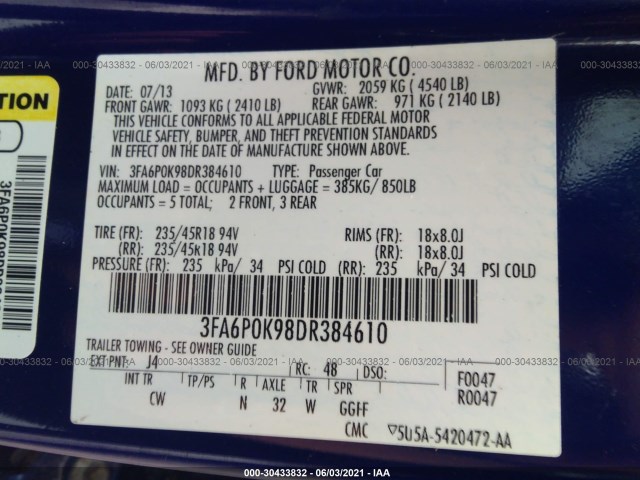 000-30433832 - 06/03/2021 - IAA
MFD. BY FORD MOTOR CO.
DATE: 07/13 GVWR: 2059 KG ( 4540 LB)
FRONT GAWR: 1093 KG ( 2410 LB) REAR GAWR: 971 KG ( 2140 LB)
THIS VEHICLE CONFORMS TO ALL APPLICABLE FEDERAL MOTOR
VEHICLE SAFETY, BUMPER, AND THEFT PREVENTION STANDARDS
IN EFFECT ON THE DATE OF MANUFACTURE SHOWN ABOVE.
VIN: 3FA6P0K98DR384610 TYPE: Passenger Car
MAXIMUM LOAD = OCCUPANTS + LUGGAGE = 385KG/ 850LB
OCCUPANTS = 5 TOTAL: 2 FRONT, 3 REAR
TIRE (FR): 235/45R18 94V RIMS (FR): 18x8.0J
(RR): 235/45R18 94V (RR): 18x8.0J
PRESSURE (FR): 235 kPa/ 34 PSI COLD (RR): 235 kPa/ 34 PSI COLD
000-30433832 - 06/03/2021 - IAA
3FA6P0K98DR384610
TRAILER TOWING - SEE OWNER GUIDE
EXT PNT: J4 RC: 48 DSO: F0047
INT TR TP/PS R AXLE TR SPR R0047
CW N 32 W GGFF
CMC ▽5U5A-5420472-AA
000-30433832 - 06/03/2021 - IAA